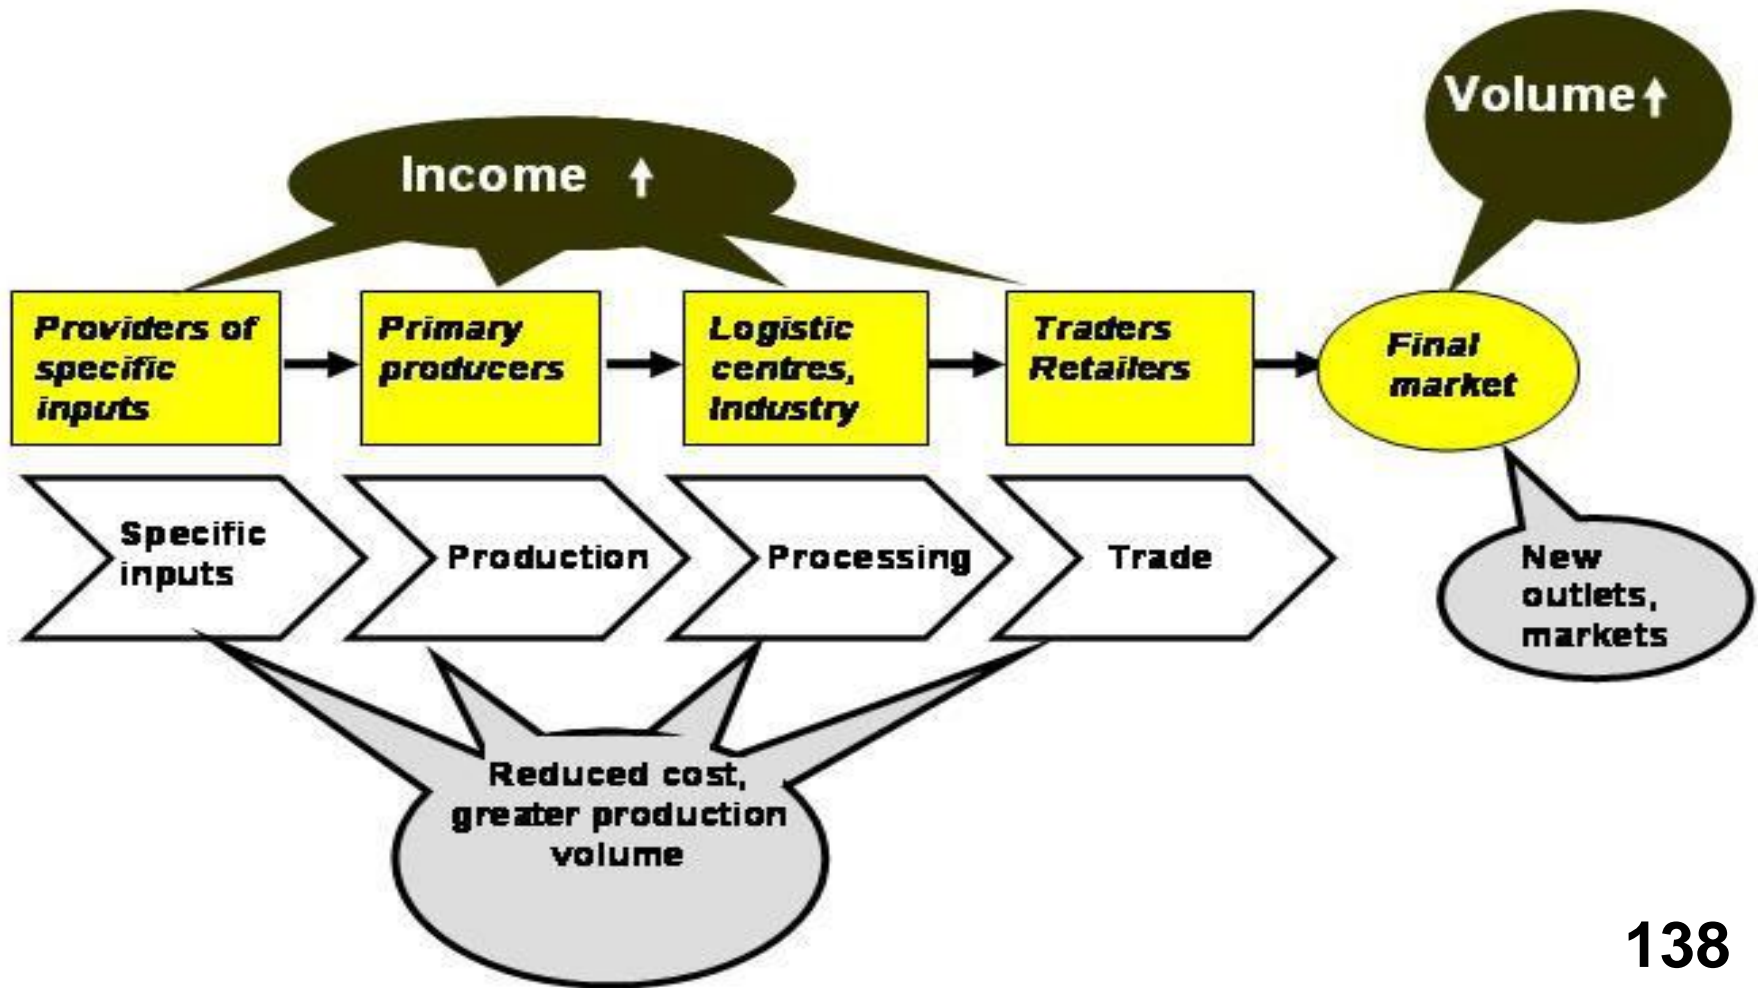 Volume ↑
Income ↑
Providers of
specific
inputs
Primary
producers
Logistic
centres,
Industry
Traders
Retailers
Final
market
Specific
inputs
Production
Processing
Trade
New
outlets,
markets
Reduced cost,
greater production
volume
138